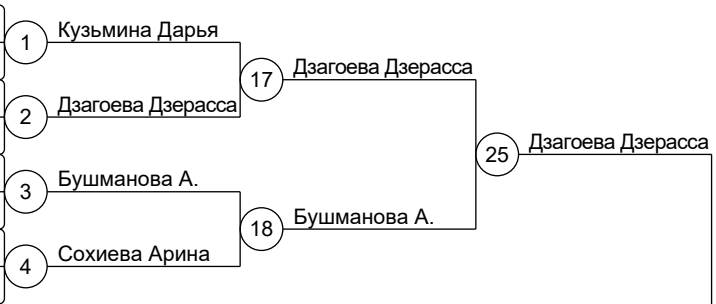 1 Кузьмина Дарья
17 Дзагоева Дзерасса
2 Дзагоева Дзерасса
25 Дзагоева Дзерасса
3 Бушманова А.
18 Бушманова А.
4 Сохиева Арина